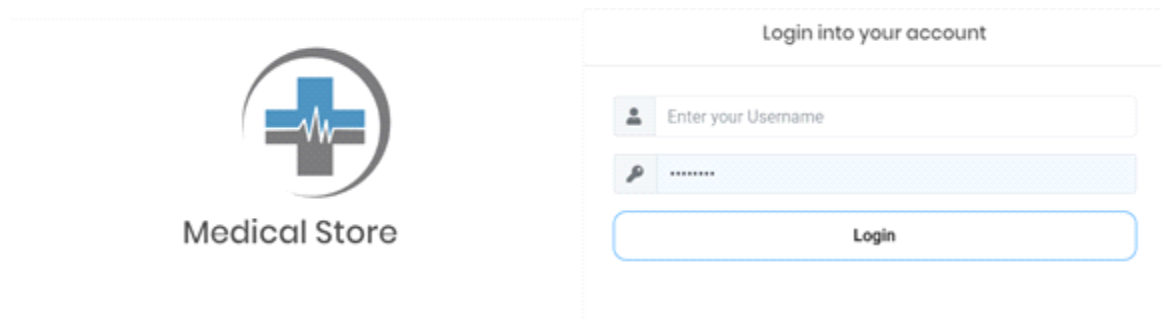 Medical Store
Login into your account
Enter your Username
••••••••
Login